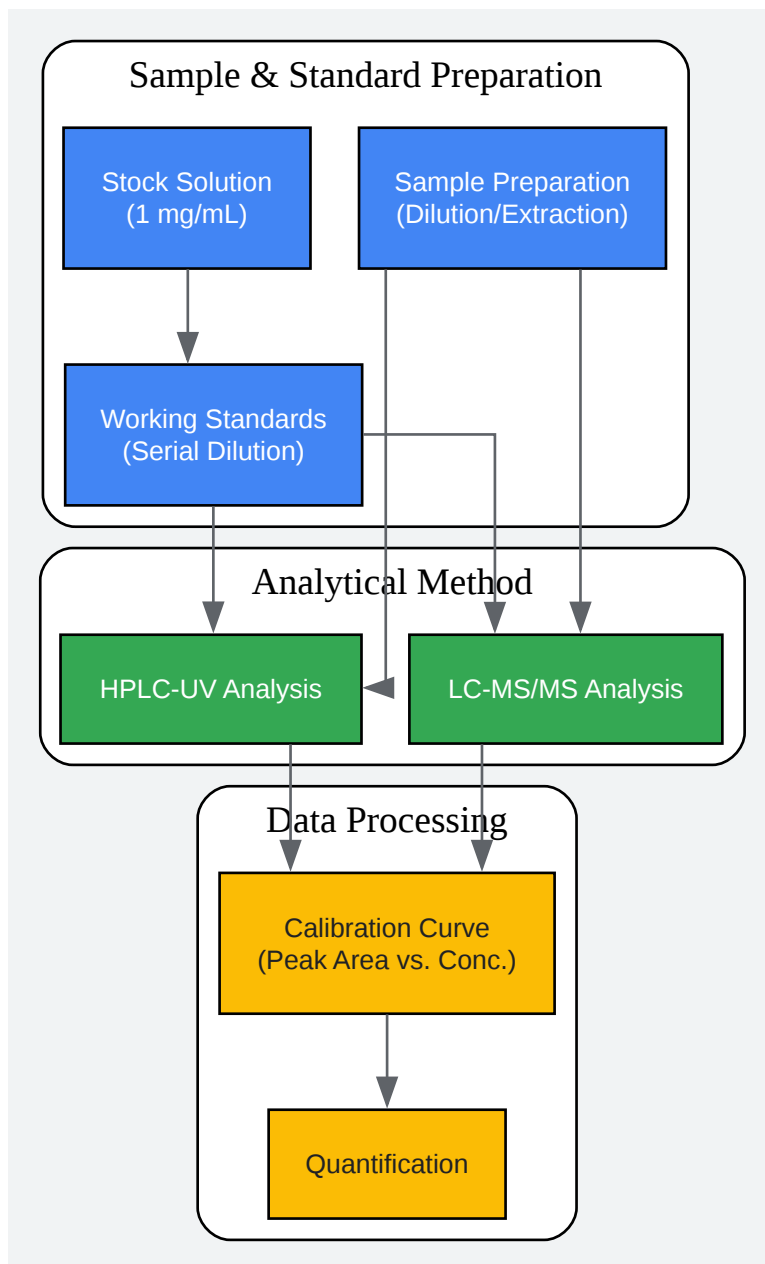 Sample & Standard Preparation
Stock Solution
(1 mg/mL)
Sample Preparation
(Dilution/Extraction)
Working Standards
(Serial Dilution)
Analytical Method
HPLC-UV Analysis
LC-MS/MS Analysis
Data Processing
Calibration Curve
(Peak Area vs. Conc.)
Quantification